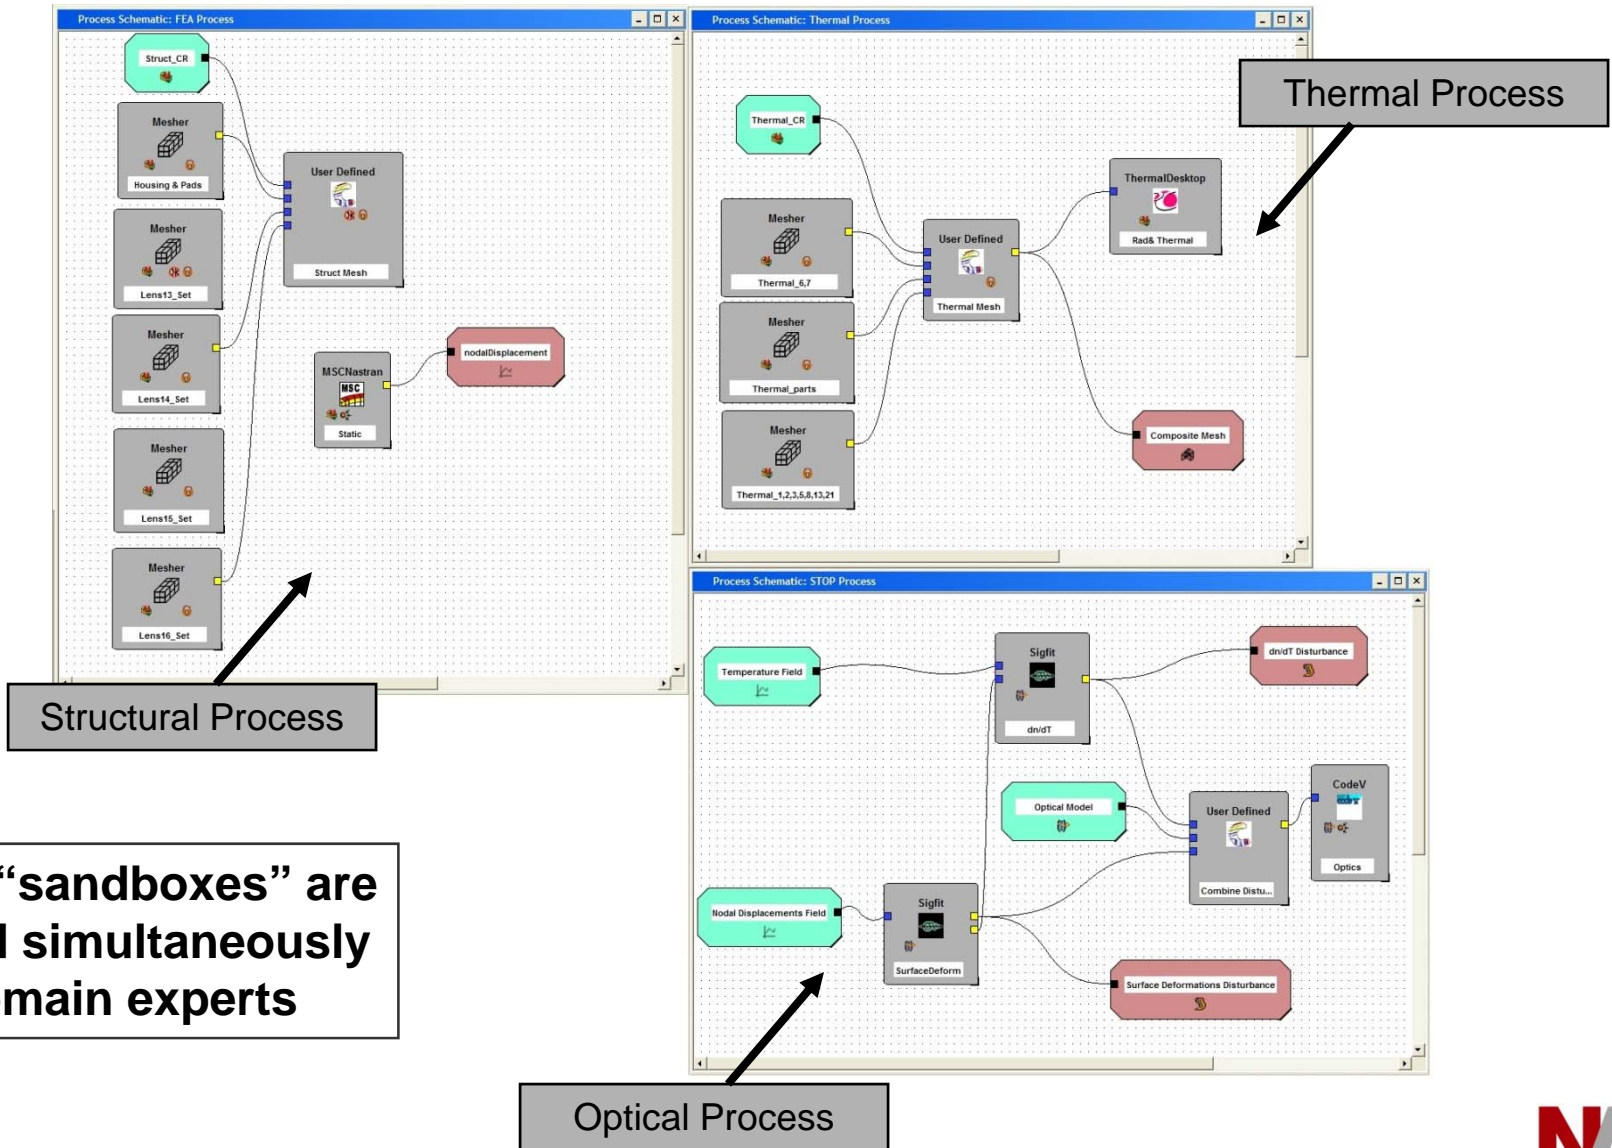 Process Schematic: FEA Process
Struct_CR
Mesher
Housing & Pads
Mesher
Lens13_Set
Mesher
Lens14_Set
Mesher
Lens15_Set
Mesher
Lens16_Set
User Defined
Struct Mesh
MSCNastran
MSC
Static
nodalDisplacement
Structural Process
Process Schematic: Thermal Process
Thermal_CR
Mesher
Thermal_6,7
Mesher
Thermal_parts
Mesher
Thermal_1,2,3,5,8,13,21
User Defined
Thermal Mesh
ThermalDesktop
Rad& Thermal
Composite Mesh
Thermal Process
Process Schematic: STOP Process
Temperature Field
Sigfit
dn/dT
dn/dT Disturbance
Optical Model
User Defined
Combine Distu...
CodeV
Optics
Nodal Displacements Field
Sigfit
SurfaceDeform
Surface Deformations Disturbance
Optical Process
“sandboxes” are
simultaneously
experts
N